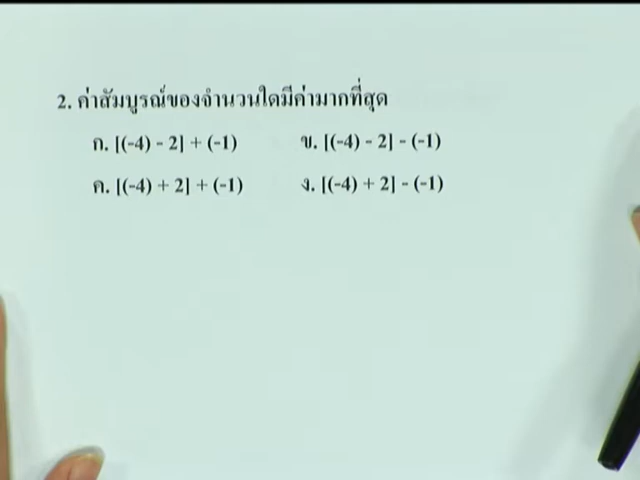 2. ค่าสัมบูรณ์ของจำนวนใดมีค่ามากที่สุด
ก. [(-4) - 2] + (-1) ข. [(-4) - 2] - (-1)
ค. [(-4) + 2] + (-1) ง. [(-4) + 2] - (-1)